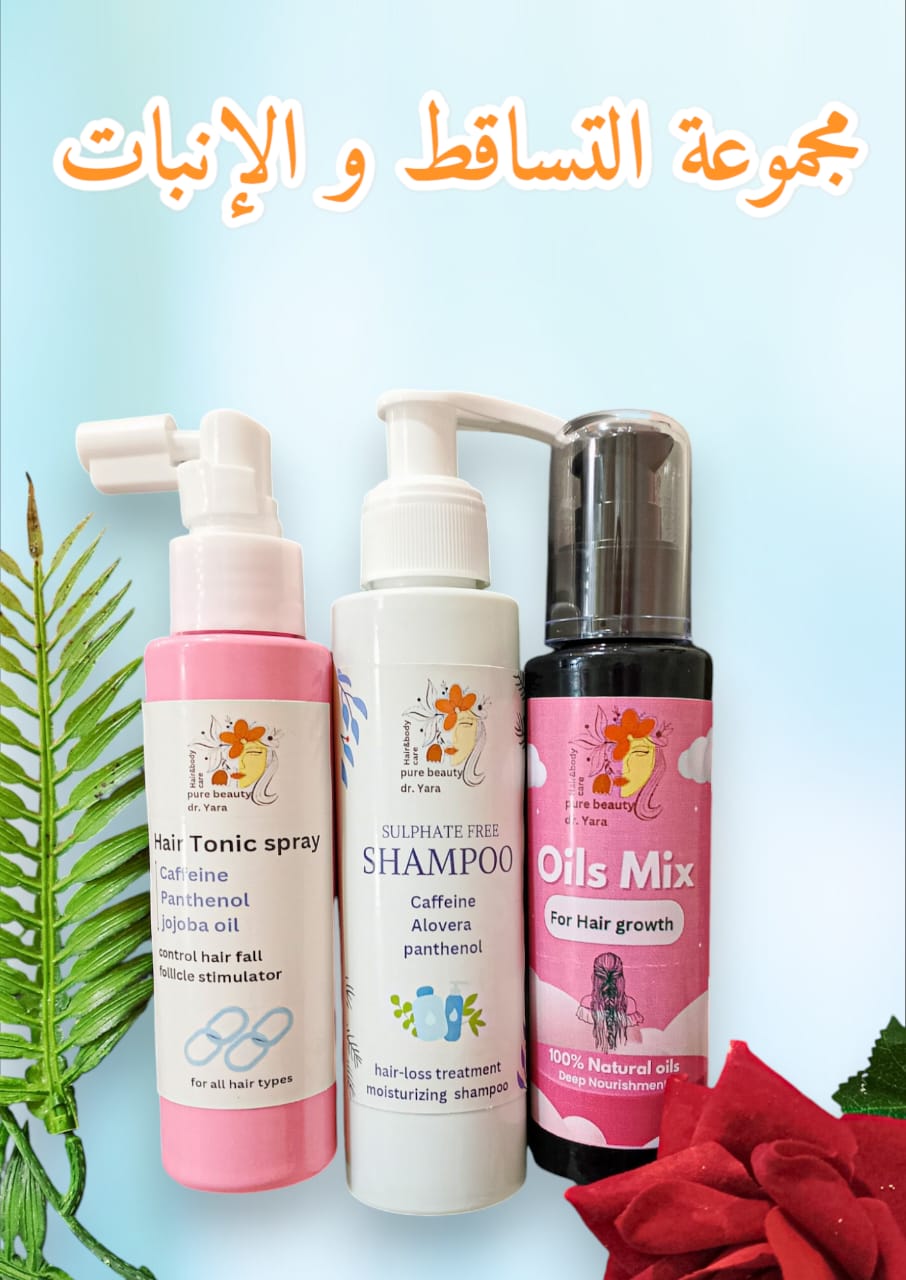 مجموعة التساقط و الإنبات
Hair&body
care
pure beauty
dr. Yara
Hair Tonic spray
Caffeine
Panthenol
jojoba oil
control hair fall
follicle stimulator
for all hair types
Hair&body
care
pure beauty
dr. Yara
SULPHATE FREE
SHAMPOO
Caffeine
Alovera
panthenol
hair-loss treatment
moisturizing shampoo
Hair&body
care
pure beauty
dr. Yara
Oils Mix
For Hair growth
100% Natural oils
Deep Nourishment